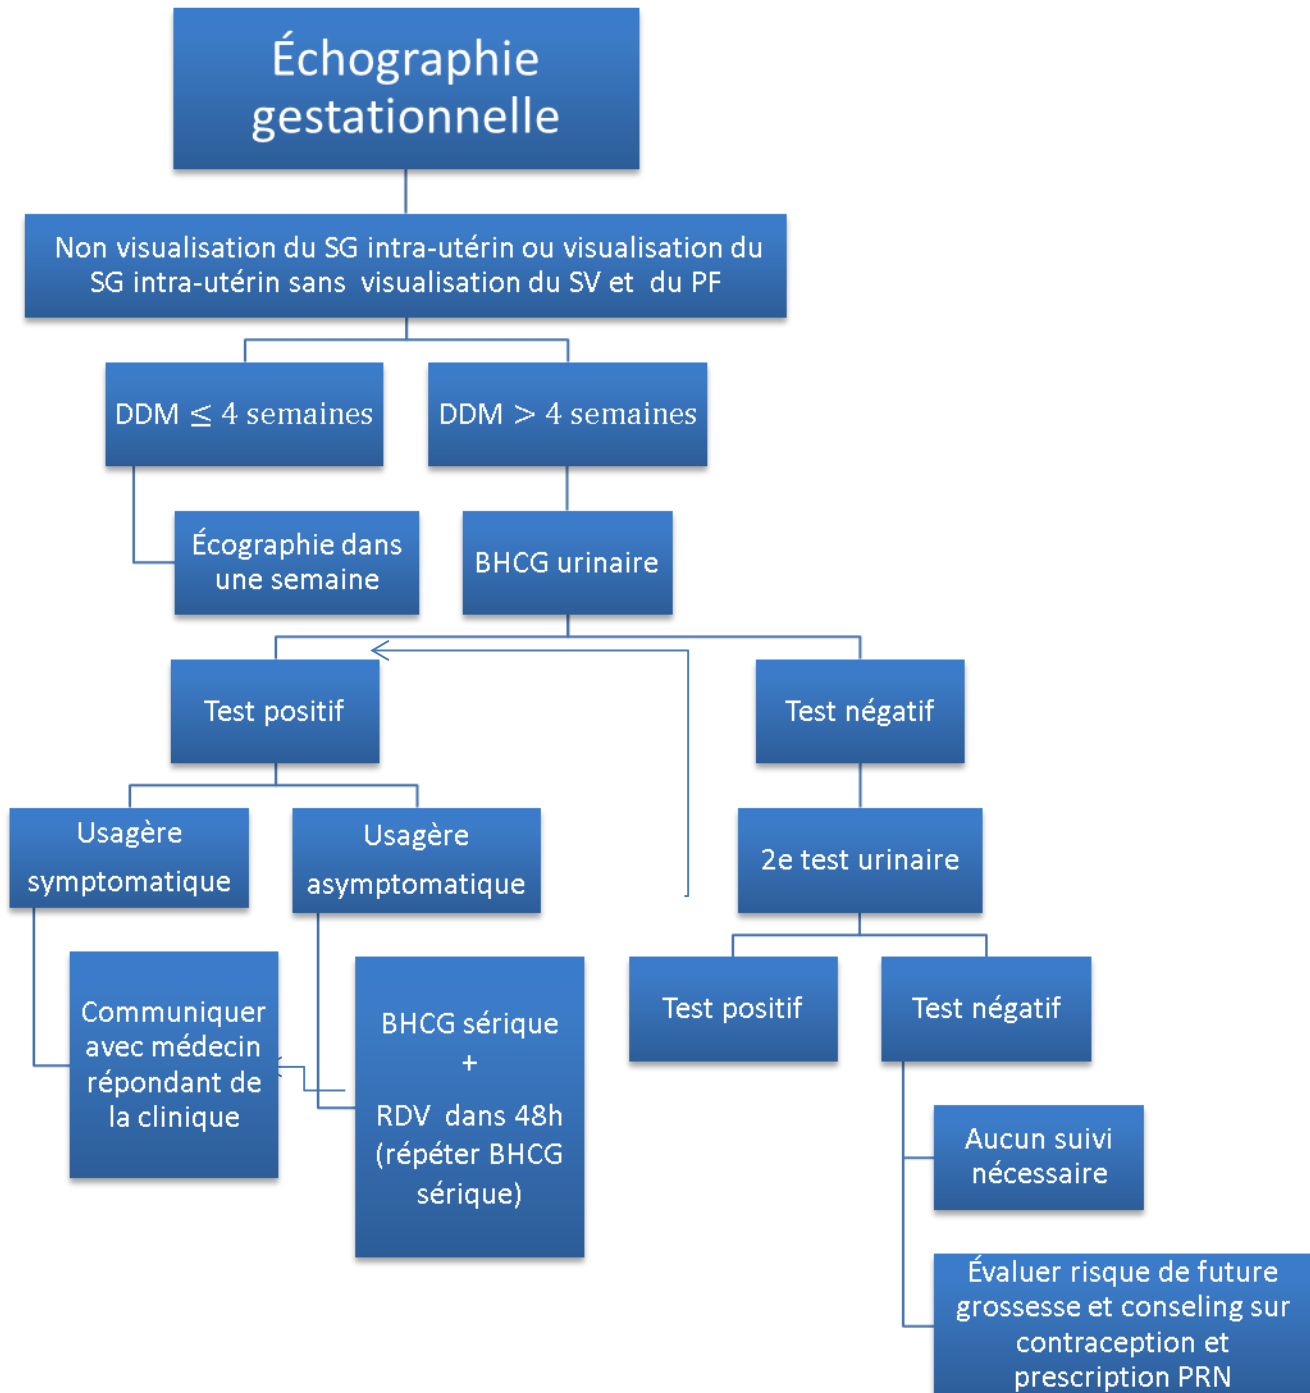 Échographie
gestationnelle
Non visualisation du SG intra-utérin ou visualisation du
SG intra-utérin sans visualisation du SV et du PF
DDM ≤ 4 semaines
DDM > 4 semaines
Écographie dans
une semaine
BHCG urinaire
Test positif
Test négatif
Usagère
symptomatique
Usagère
asymptomatique
2e test urinaire
Communiquer
avec médecin
répondant de
la clinique
BHCG sérique
+
RDV dans 48h
(répéter BHCG
sérique)
Test positif
Test négatif
Aucun suivi
nécessaire
Évaluer risque de future
grossesse et conseling sur
contraception et
prescription PRN